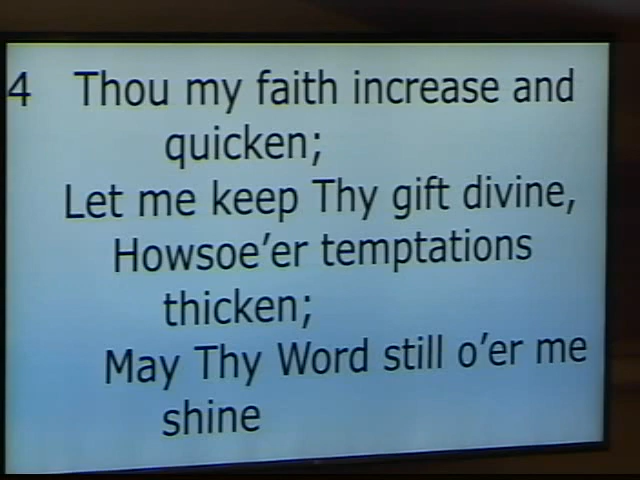 4 Thou my faith increase and
quicken;
Let me keep Thy gift divine,
Howsoe’er temptations
thicken;
May Thy Word still o’er me
shine